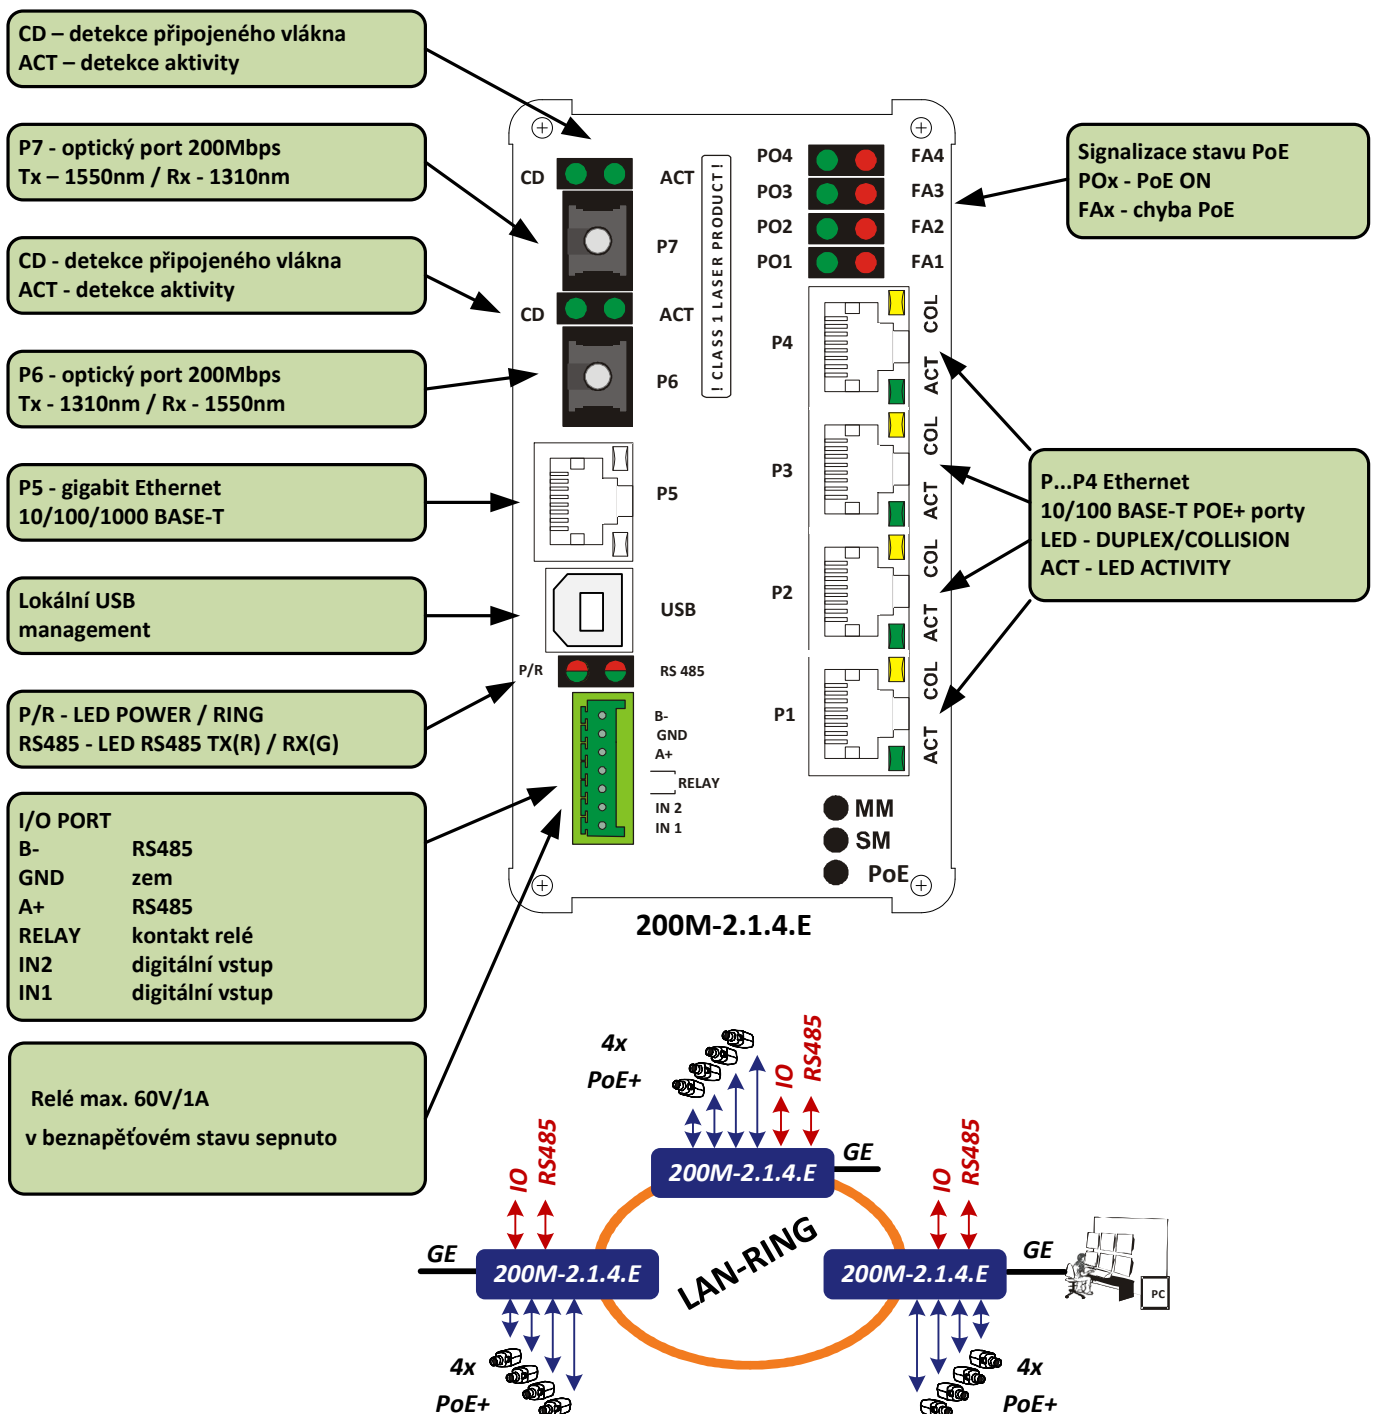 CD – detekce připojeného vlákna
ACT – detekce aktivity
P7 - optický port 200Mbps
Tx – 1550nm / Rx - 1310nm
CD - detekce připojeného vlákna
ACT - detekce aktivity
P6 - optický port 200Mbps
Tx - 1310nm / Rx - 1550nm
P5 - gigabit Ethernet
10/100/1000 BASE-T
Lokální USB
management
P/R - LED POWER / RING
RS485 - LED RS485 TX(R) / RX(G)
I/O PORT
B- RS485
GND zem
A+ RS485
RELAY kontakt relé
IN2 digitální vstup
IN1 digitální vstup
Relé max. 60V/1A
v beznapěťovém stavu sepnuto
CD ACT
P7
CD ACT
P6
! CLASS 1 LASER PRODUCT !
P5
USB
P/R RS 485
B-
GND
A+
RELAY
IN 2
IN 1
PO4 FA4
PO3 FA3
PO2 FA2
PO1 FA1
P4 COL ACT
P3 COL ACT
P2 COL ACT
P1 COL ACT
MM
SM
PoE
200M-2.1.4.E
Signalizace stavu PoE
POx - PoE ON
FAx - chyba PoE
P...P4 Ethernet
10/100 BASE-T POE+ porty
LED - DUPLEX/COLLISION
ACT - LED ACTIVITY
4x
PoE+
IO
RS485
200M-2.1.4.E
GE
IO
RS485
GE
200M-2.1.4.E
4x
PoE+
LAN-RING
IO
RS485
200M-2.1.4.E
GE
PC
4x
PoE+